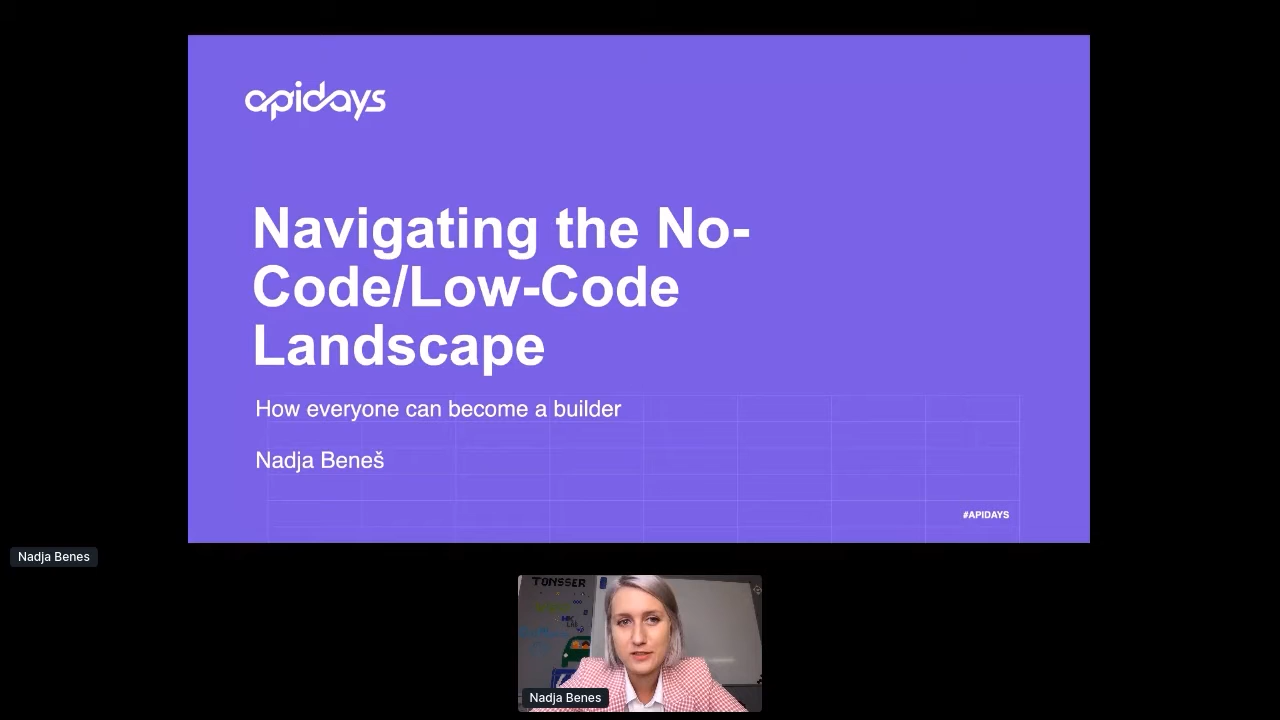 apidays
Navigating the No-
Code/Low-Code
Landscape
How everyone can become a builder
Nadja Beneš
#APIDAYS
Nadja Benes
TONSSER
Nadja Benes